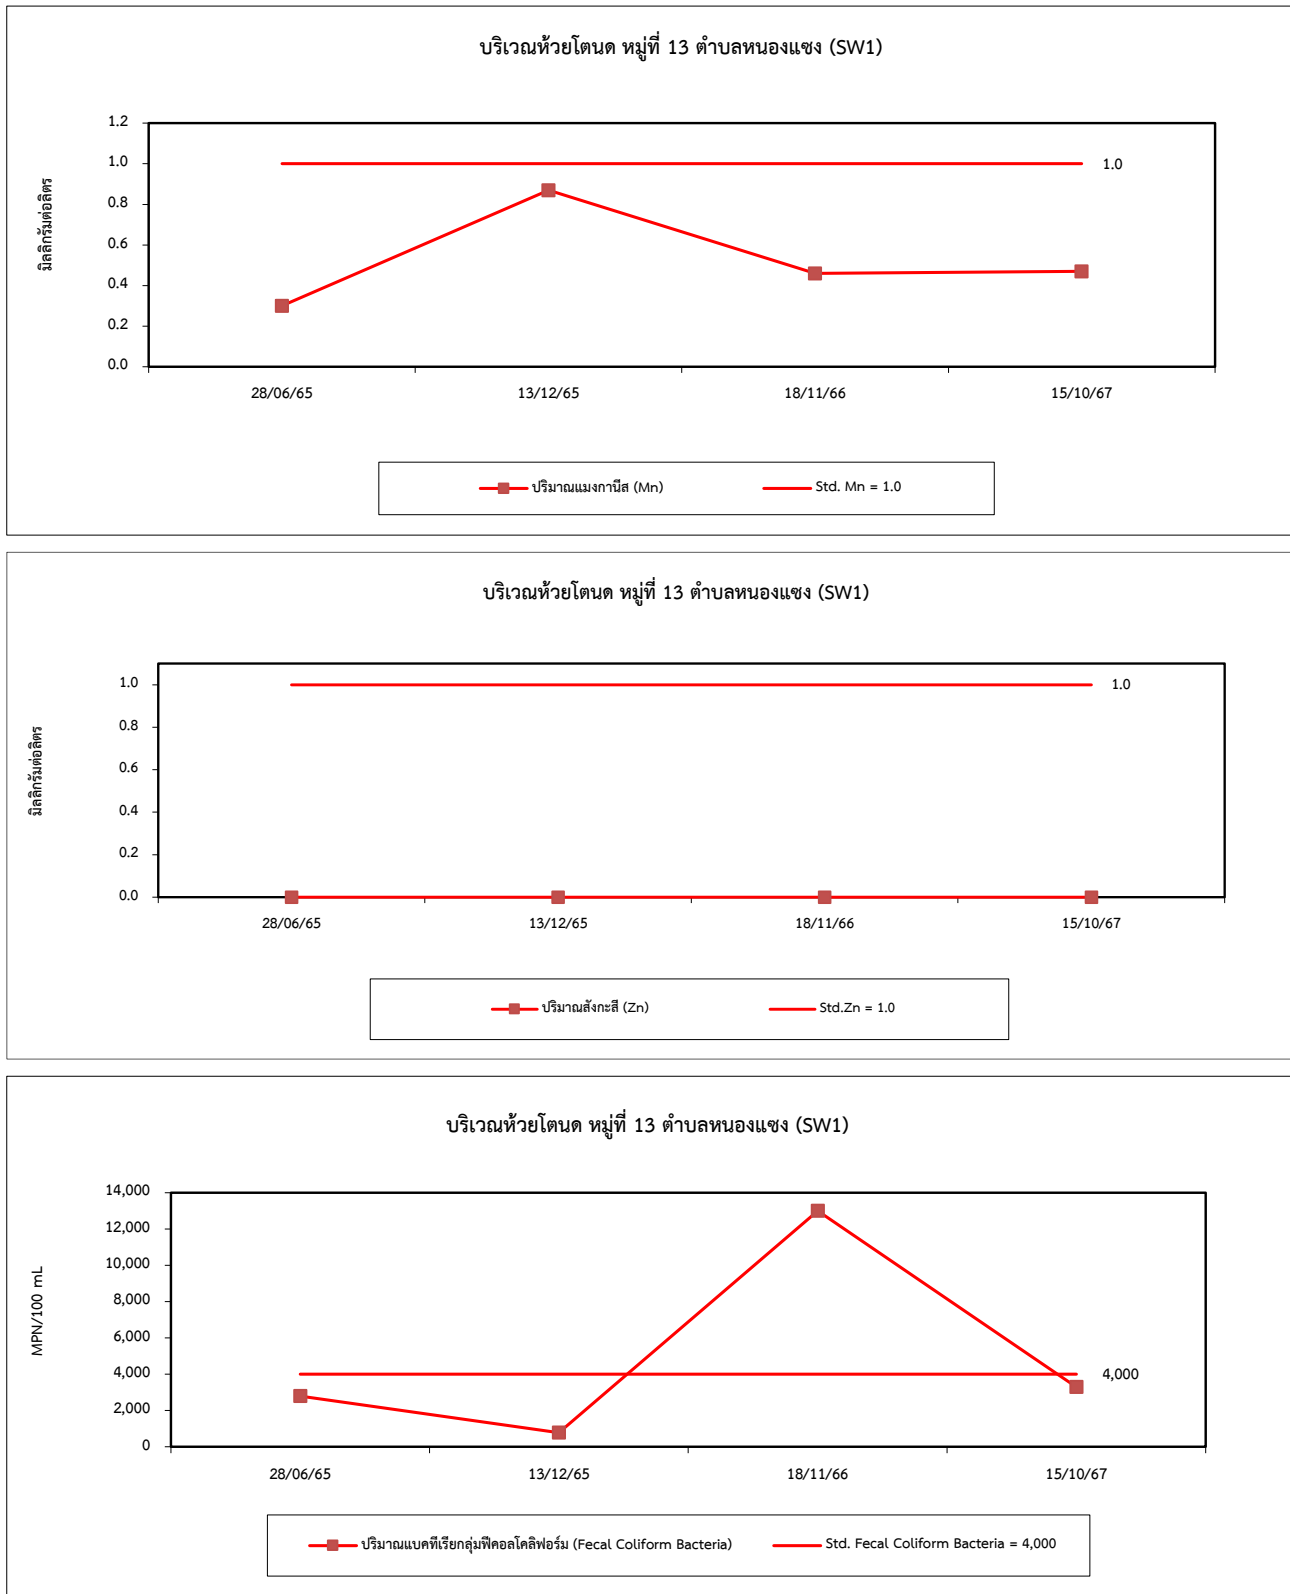 บริเวณห้วยโตนด หมู่ที่ 13 ตำบลหนองแซง (SW1)
มิลลิกรัมต่อลิตร
1.2
1.0
0.8
0.6
0.4
0.2
0.0
1.0
28/06/65 13/12/65 18/11/66 15/10/67
ปริมาณแมงกานีส (Mn) Std. Mn = 1.0
บริเวณห้วยโตนด หมู่ที่ 13 ตำบลหนองแซง (SW1)
มิลลิกรัมต่อลิตร
1.0
0.8
0.6
0.4
0.2
0.0
1.0
28/06/65 13/12/65 18/11/66 15/10/67
ปริมาณสังกะสี (Zn) Std.Zn = 1.0
บริเวณห้วยโตนด หมู่ที่ 13 ตำบลหนองแซง (SW1)
MPN/100 mL
14,000
12,000
10,000
8,000
6,000
4,000
2,000
0
4,000
28/06/65 13/12/65 18/11/66 15/10/67
ปริมาณแบคทีเรียกลุ่มฟีคอลโคลิฟอร์ม (Fecal Coliform Bacteria) Std. Fecal Coliform Bacteria = 4,000